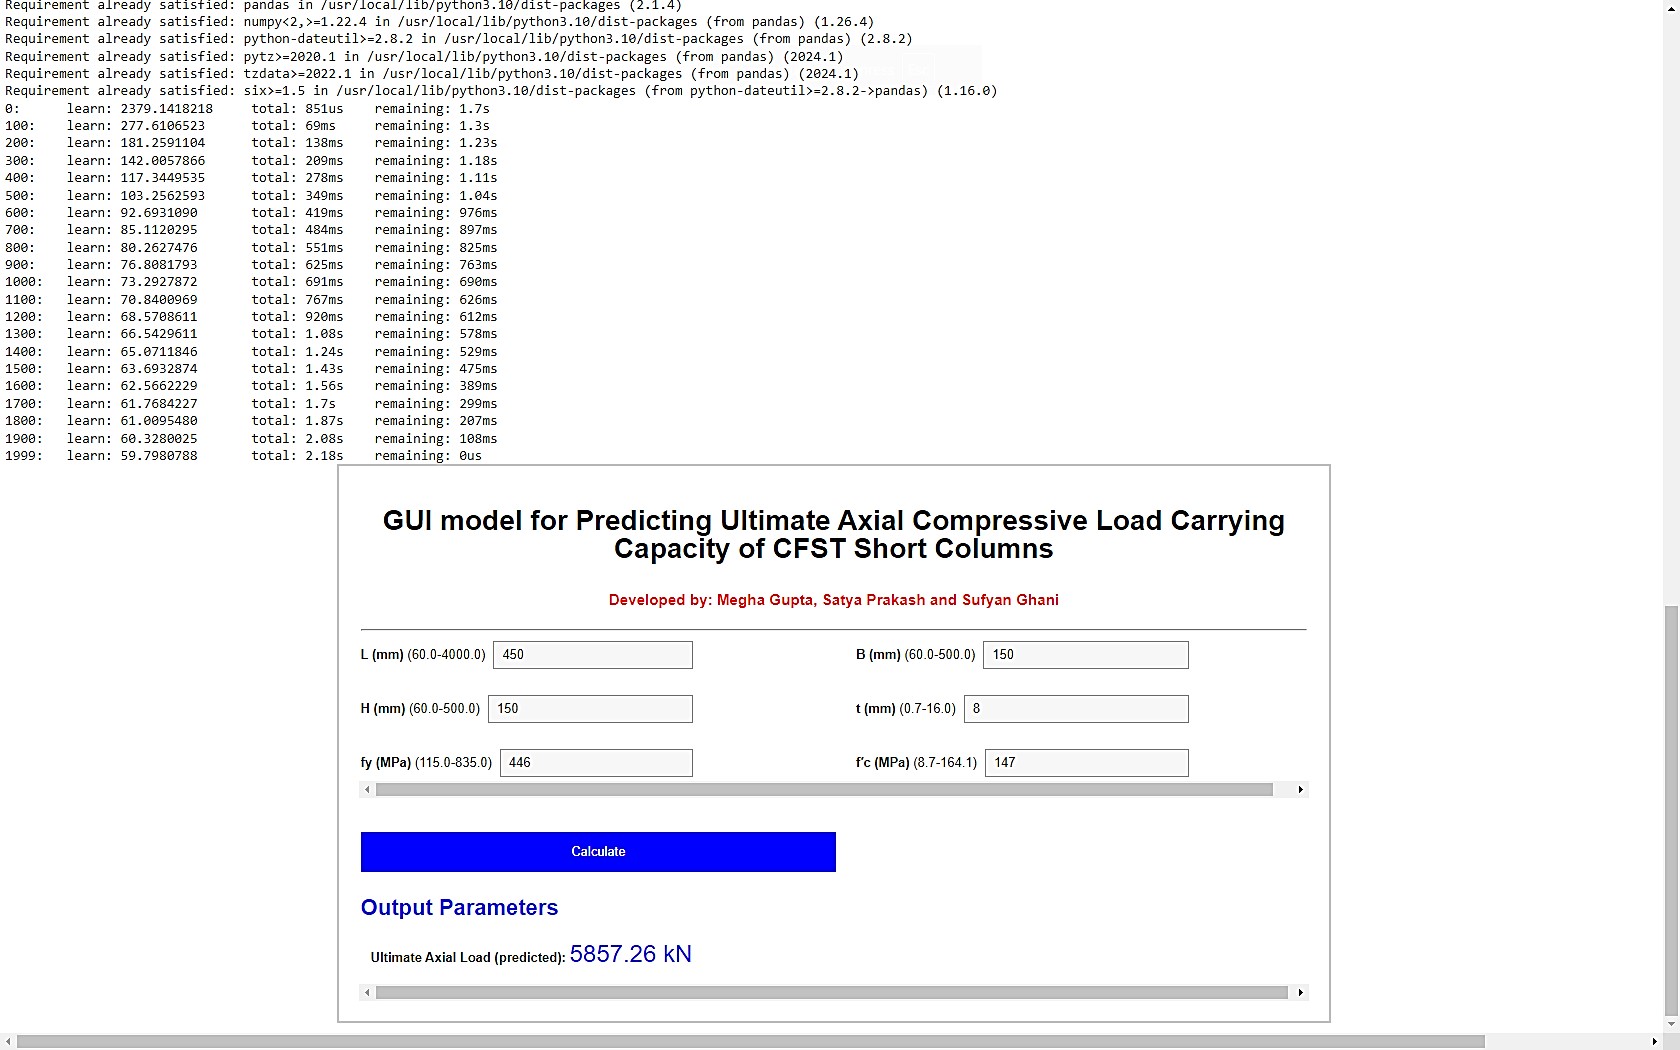 Requirement already satisfied: pandas in /usr/local/lib/python3.10/dist-packages (2.1.4)
Requirement already satisfied: numpy<2,>=1.22.4 in /usr/local/lib/python3.10/dist-packages (from pandas) (1.26.4)
Requirement already satisfied: python-dateutil>=2.8.2 in /usr/local/lib/python3.10/dist-packages (from pandas) (2.8.2)
Requirement already satisfied: pytz>=2020.1 in /usr/local/lib/python3.10/dist-packages (from pandas) (2024.1)
Requirement already satisfied: tzdata>=2022.1 in /usr/local/lib/python3.10/dist-packages (from pandas) (2024.1)
Requirement already satisfied: six>=1.5 in /usr/local/lib/python3.10/dist-packages (from python-dateutil>=2.8.2->pandas) (1.16.0)
0: learn: 2379.1418218 total: 851us remaining: 1.7s
100: learn: 277.6106523 total: 69ms remaining: 1.3s
200: learn: 181.2591104 total: 138ms remaining: 1.23s
300: learn: 142.0057866 total: 209ms remaining: 1.18s
400: learn: 117.3449535 total: 278ms remaining: 1.11s
500: learn: 103.2562593 total: 349ms remaining: 1.04s
600: learn: 92.6931090 total: 419ms remaining: 976ms
700: learn: 85.1120295 total: 484ms remaining: 897ms
800: learn: 80.2627476 total: 551ms remaining: 825ms
900: learn: 76.8081793 total: 625ms remaining: 763ms
1000: learn: 73.2927872 total: 691ms remaining: 690ms
1100: learn: 70.8400969 total: 767ms remaining: 626ms
1200: learn: 68.5708611 total: 920ms remaining: 612ms
1300: learn: 66.5429611 total: 1.08s remaining: 578ms
1400: learn: 65.0711846 total: 1.24s remaining: 529ms
1500: learn: 63.6932874 total: 1.43s remaining: 475ms
1600: learn: 62.5662229 total: 1.56s remaining: 389ms
1700: learn: 61.7684227 total: 1.7s remaining: 299ms
1800: learn: 61.0095480 total: 1.87s remaining: 207ms
1900: learn: 60.3280025 total: 2.08s remaining: 108ms
1999: learn: 59.7980788 total: 2.18s remaining: 0us
GUI model for Predicting Ultimate Axial Compressive Load Carrying
Capacity of CFST Short Columns
Developed by: Megha Gupta, Satya Prakash and Sufyan Ghani
L (mm) (60.0-4000.0) 450 B (mm) (60.0-500.0) 150
H (mm) (60.0-500.0) 150 t (mm) (0.7-16.0) 8
fy (MPa) (115.0-835.0) 446 f'c (MPa) (8.7-164.1) 147
Calculate
Output Parameters
Ultimate Axial Load (predicted): 5857.26 kN